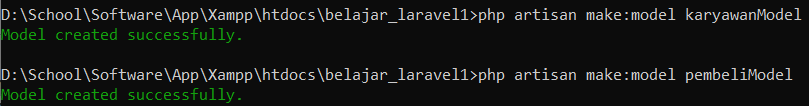 D:\School\Software\App\Xampp\htdocs\belajar_laravel1>php artisan make:model karyawanModel
Model created successfully.
D:\School\Software\App\Xampp\htdocs\belajar_laravel1>php artisan make:model pembeliModel
Model created successfully.